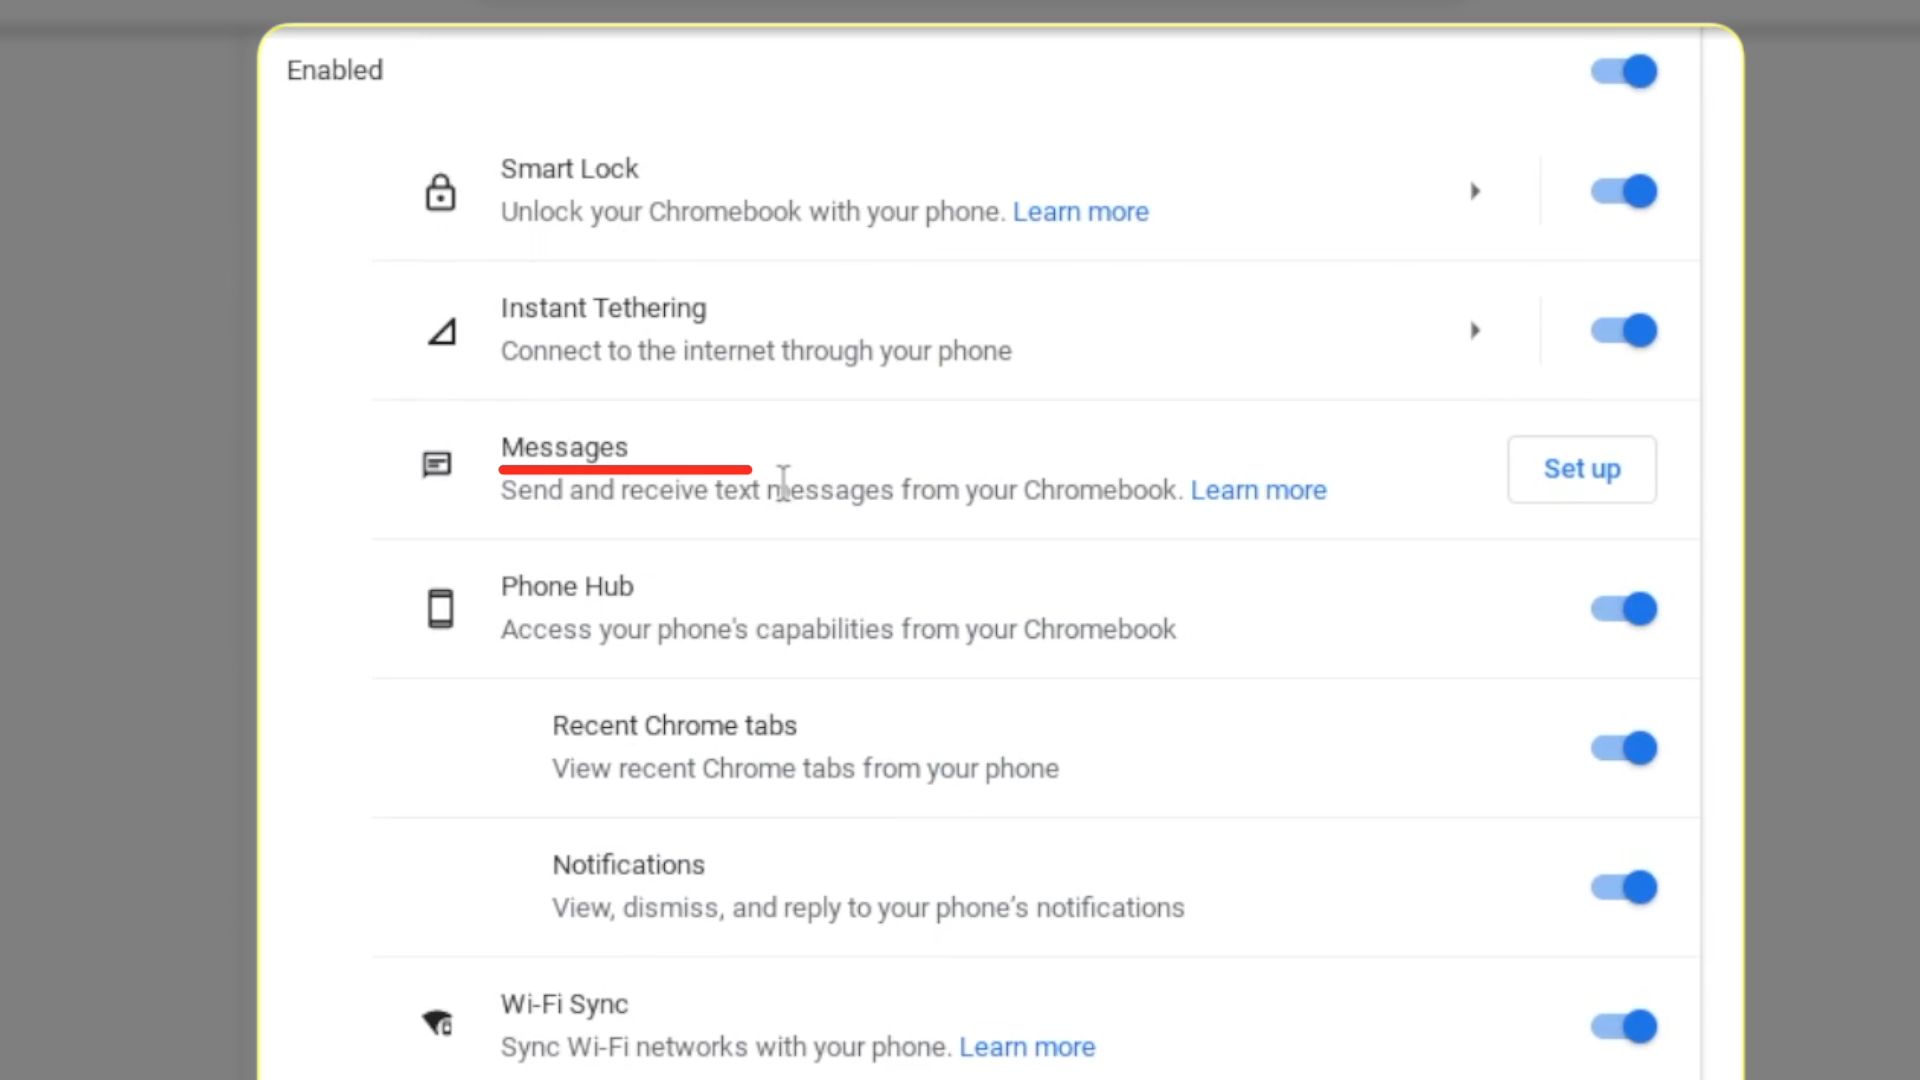 Enabled
Smart Lock
Unlock your Chromebook with your phone. Learn more
Instant Tethering
Connect to the internet through your phone
Messages
Send and receive text messages from your Chromebook. Learn more
Set up
Phone Hub
Access your phone's capabilities from your Chromebook
Recent Chrome tabs
View recent Chrome tabs from your phone
Notifications
View, dismiss, and reply to your phone’s notifications
Wi-Fi Sync
Sync Wi-Fi networks with your phone. Learn more